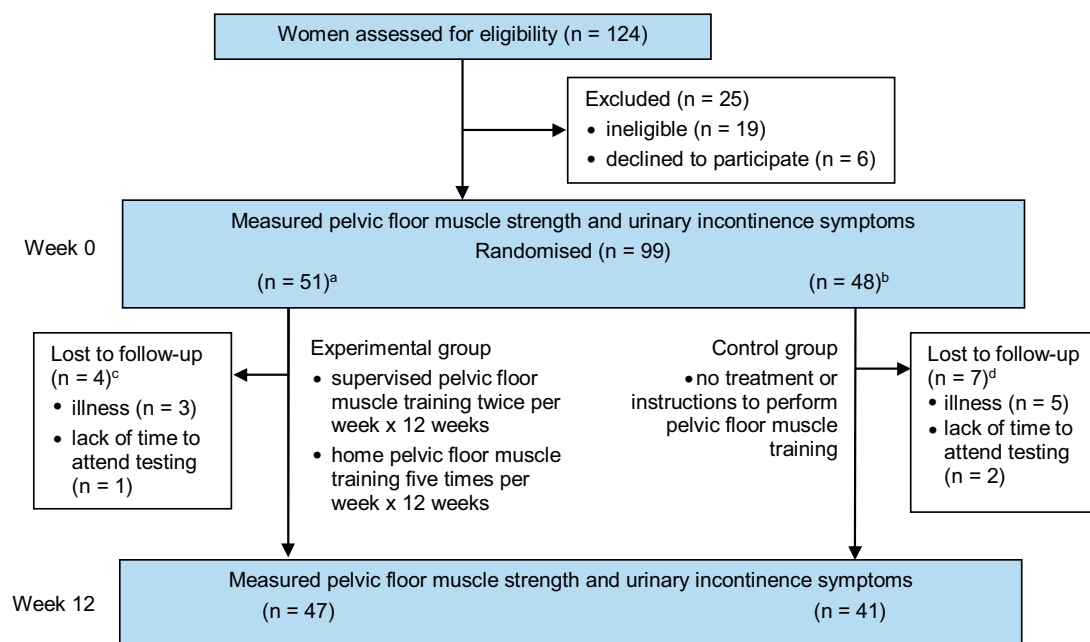 Women assessed for eligibility (n = 124)
Excluded (n = 25)
• ineligible (n = 19)
• declined to participate (n = 6)
Measured pelvic floor muscle strength and urinary incontinence symptoms
Week 0
Randomised (n = 99)
(n = 51)a
(n = 48)b
Lost to follow-up
(n = 4)c
• illness (n = 3)
• lack of time to
attend testing
(n = 1)
Experimental group
• supervised pelvic floor
muscle training twice per
week x 12 weeks
• home pelvic floor muscle
training five times per
week x 12 weeks
Control group
• no treatment or
instructions to perform
pelvic floor muscle
training
Lost to follow-up
(n = 7)d
• illness (n = 5)
• lack of time to
attend testing
(n = 2)
Measured pelvic floor muscle strength and urinary incontinence symptoms
Week 12
(n = 47)
(n = 41)